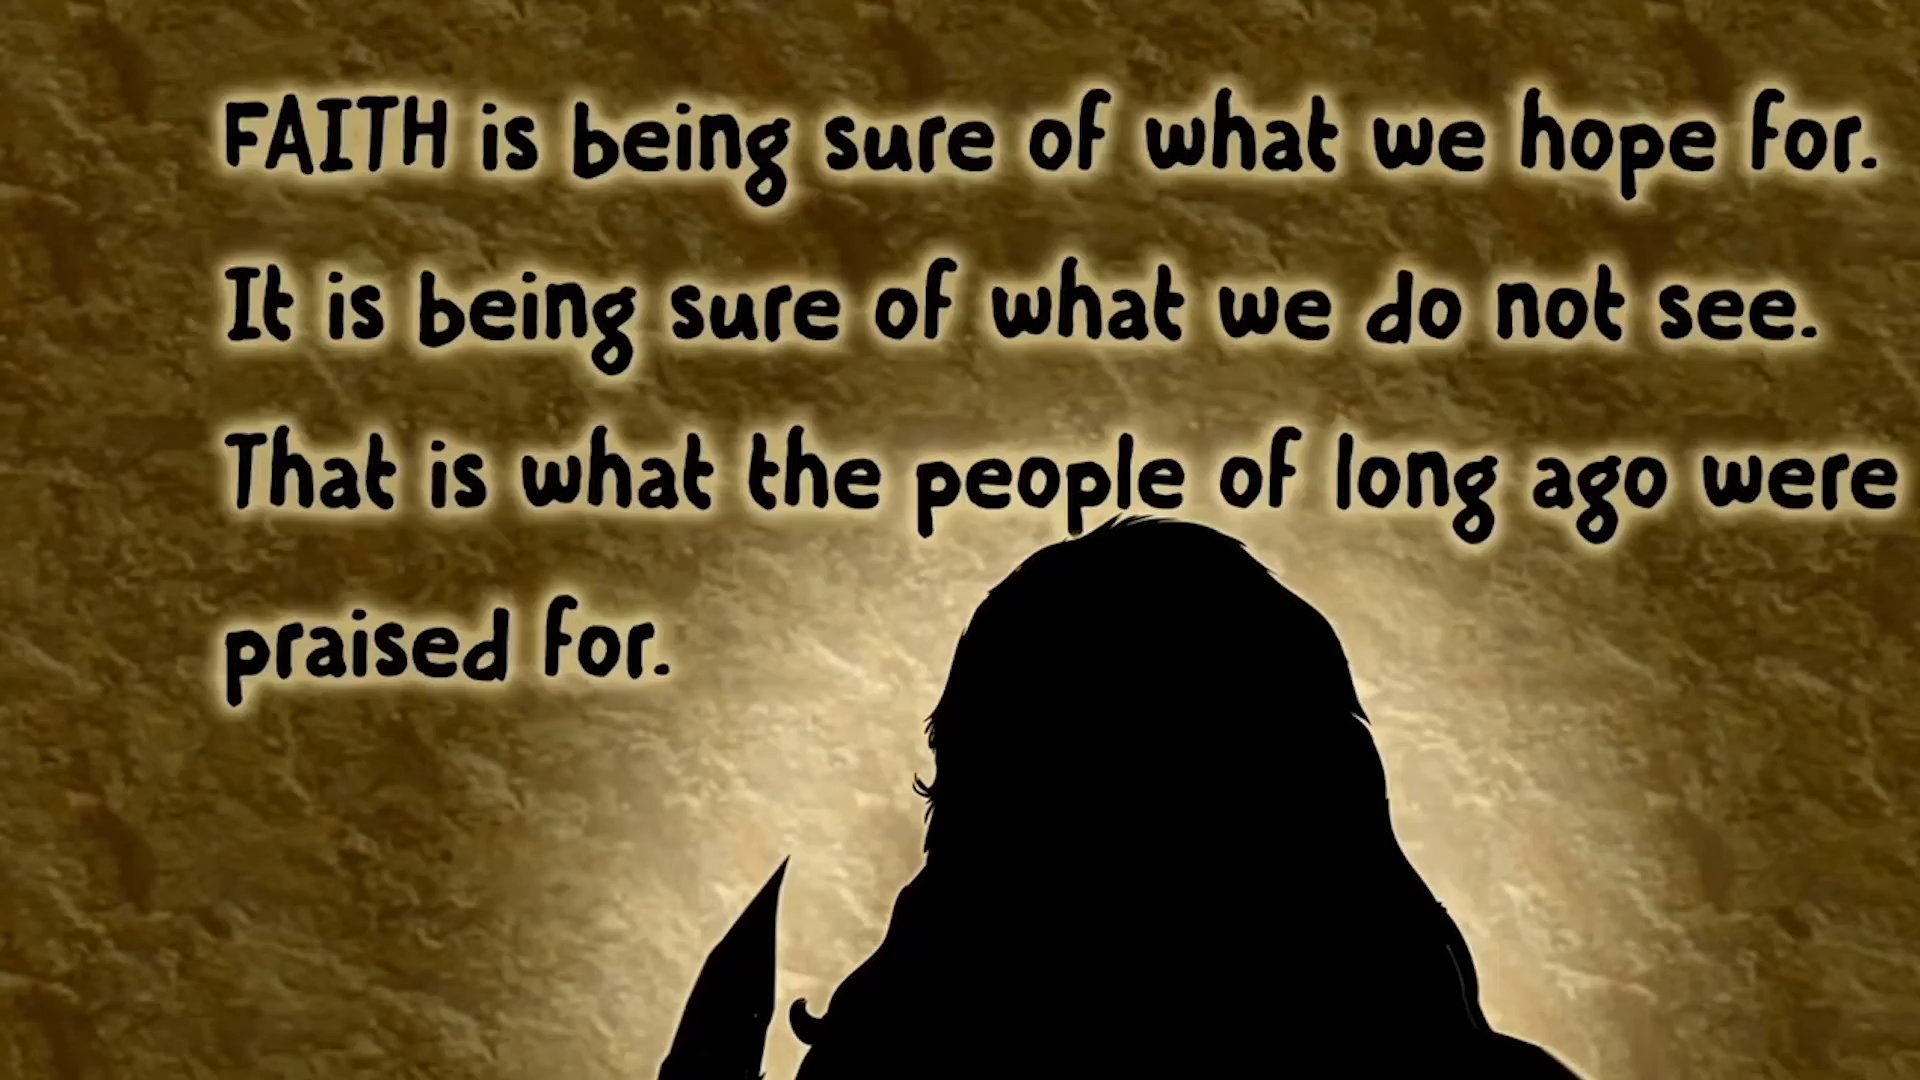 FAITH is being sure of what we hope for.
It is being sure of what we do not see.
That is what the people of long ago were
praised for.